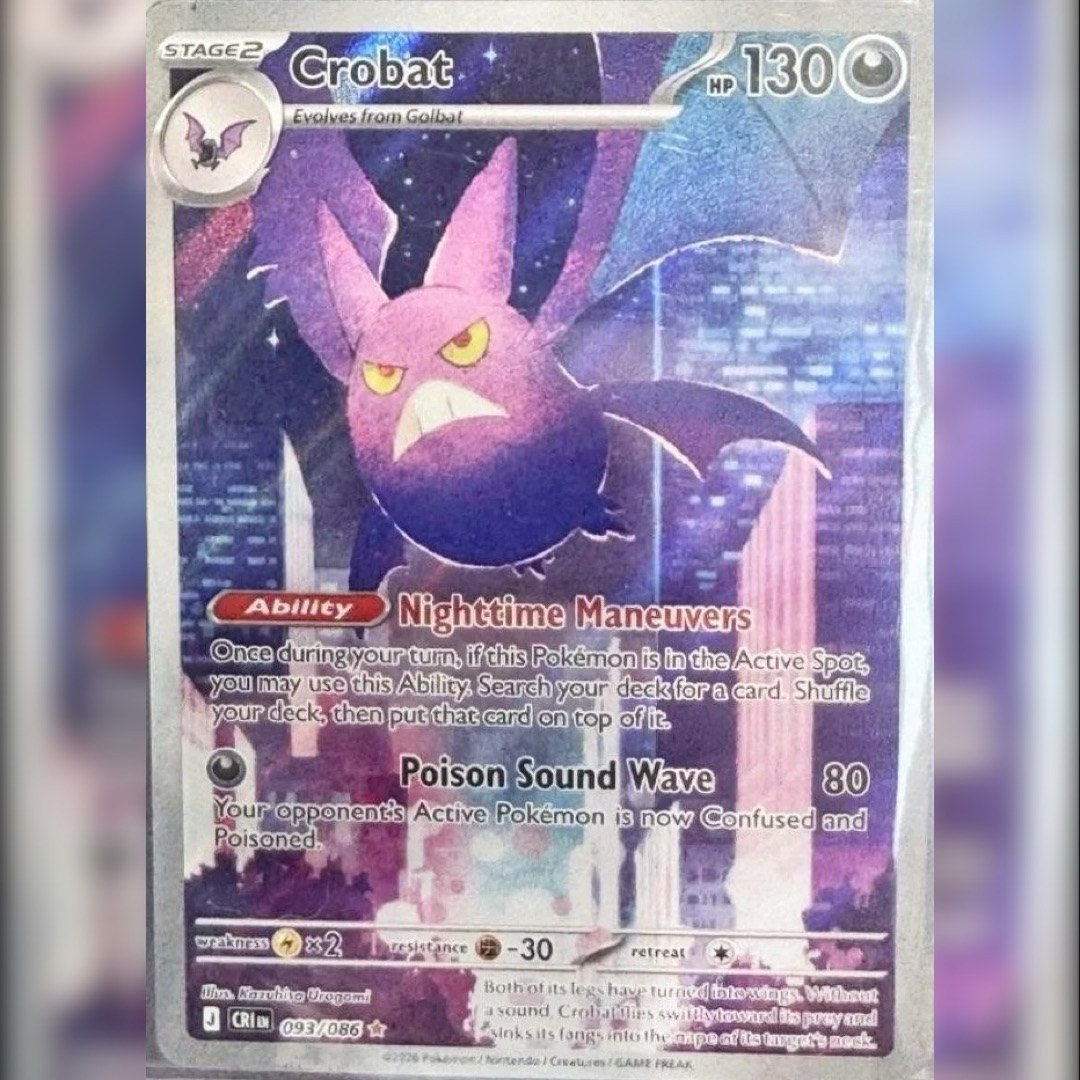 STAGE2 Crobat HP 130
Evolves from Golbat
Ability Nighttime Maneuvers
Once during your turn, if this Pokémon is in the Active Spot,
you may use this Ability. Search your deck for a card. Shuffle
your deck, then put that card on top of it.
Poison Sound Wave 80
Your opponent's Active Pokémon is now Confused and
Poisoned.
weakness ×2 resistance -30 retreat
Illus. Kazuhisa Uragami
Both of its legs have turned into wings. Without
a sound, Crobat flies swiftly toward its prey and
sinks its fangs into the nape of its target's neck.
J CRI EN 093/086
©2026 Pokémon / Nintendo / Creatures / GAME FREAK